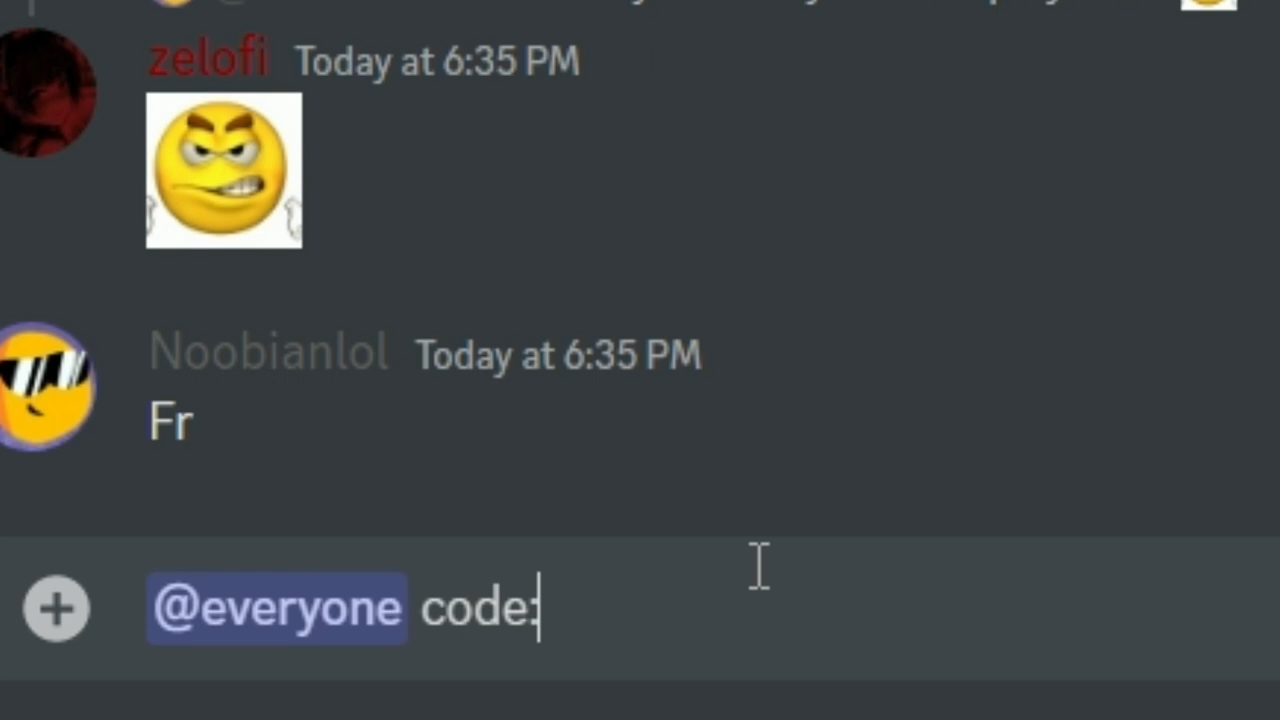 zelofi Today at 6:35 PM
Noobianlol Today at 6:35 PM
Fr
@everyone code: